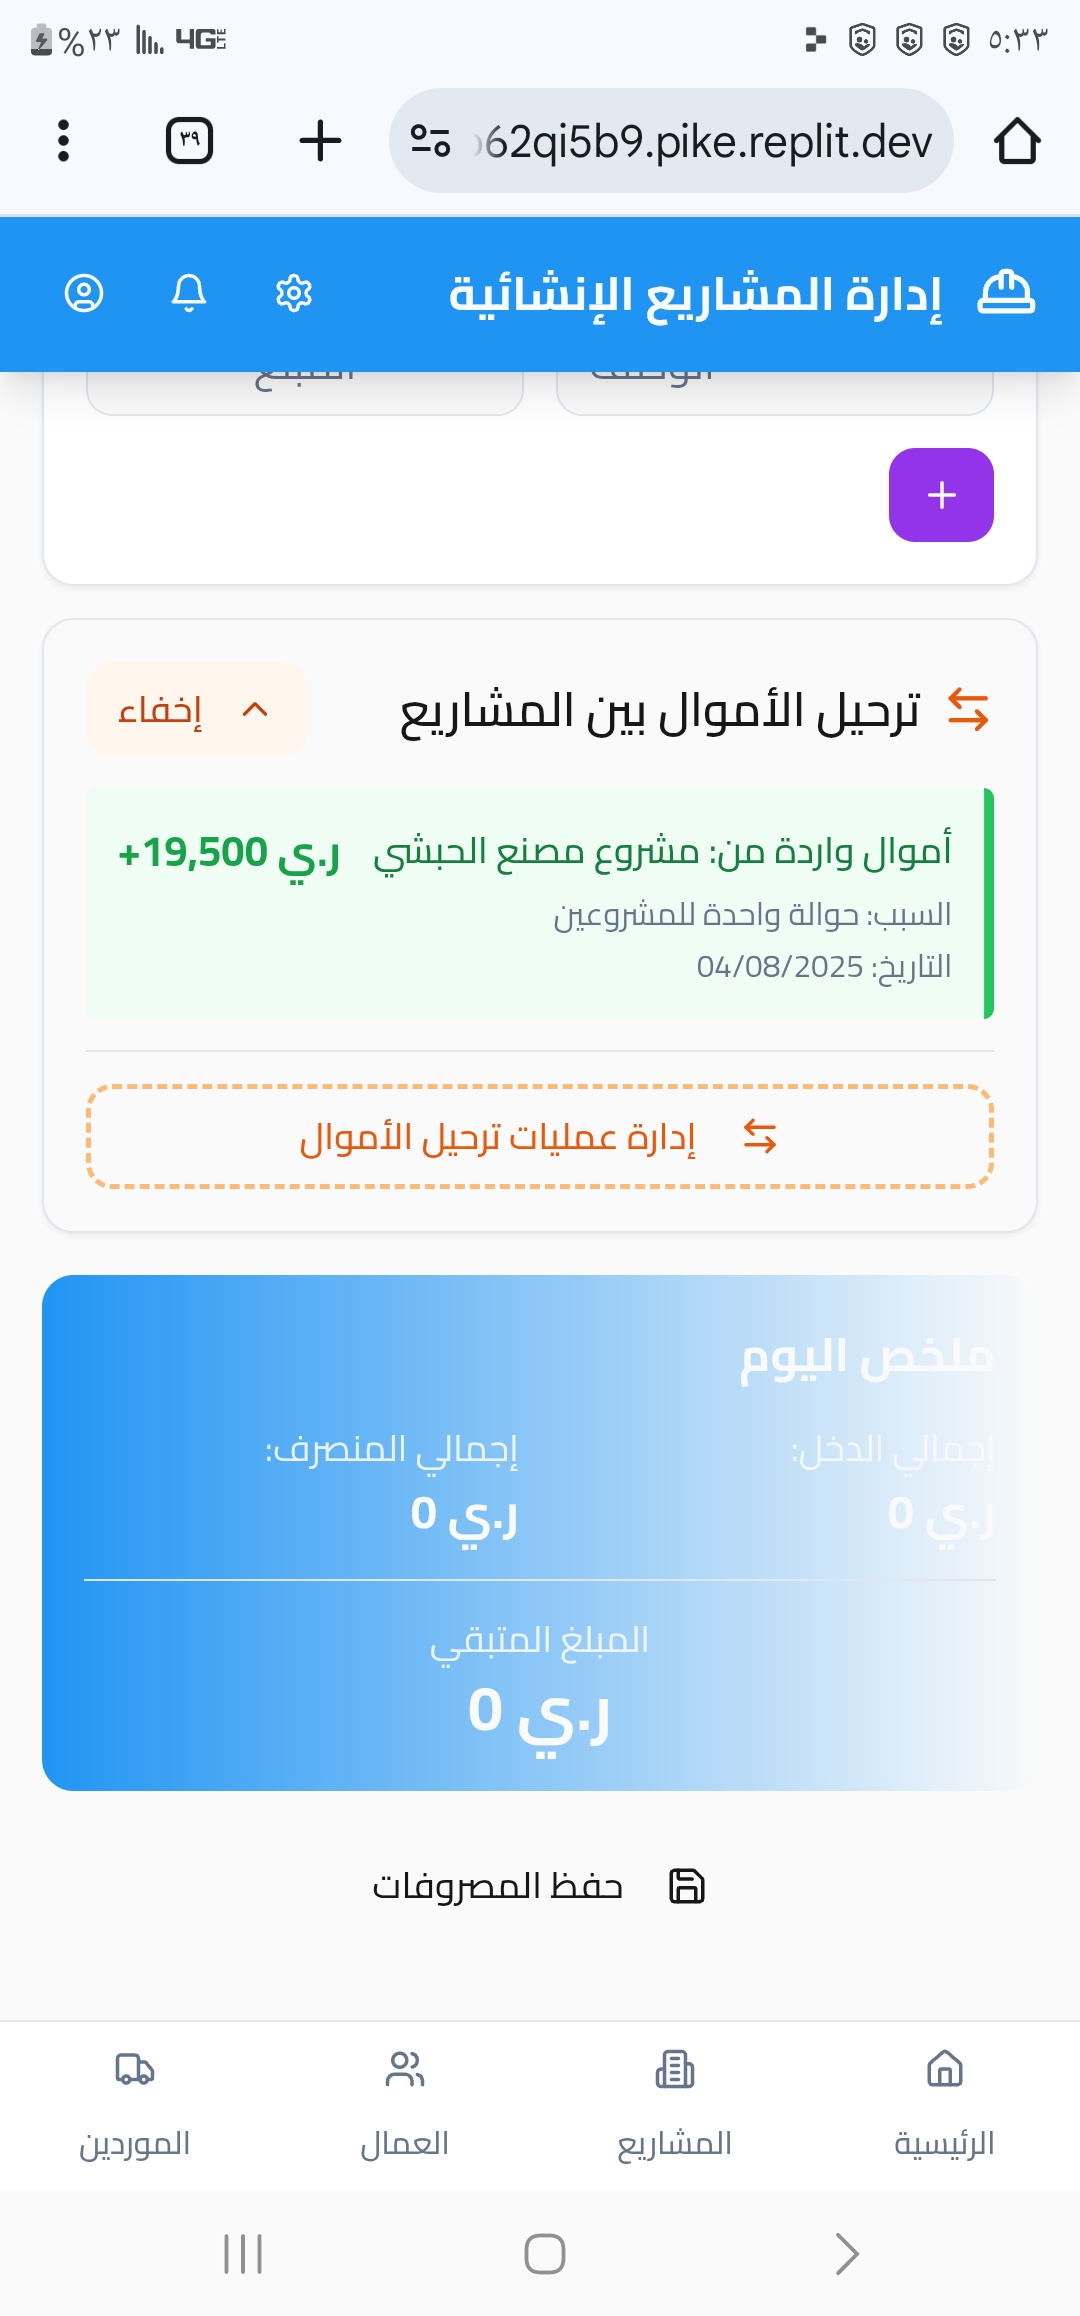 ٥:٣٣
4G LTE
%٢٣
62qi5b9.pike.replit.dev
٣٩
إدارة المشاريع الإنشائية
ترحيل الأموال بين المشاريع
إخفاء
أموال واردة من: مشروع مصنع الحبشي
+19,500 ر.ي
السبب: حوالة واحدة للمشروعين
التاريخ: 04/08/2025
إدارة عمليات ترحيل الأموال
ملخص اليوم
إجمالي الدخل:
ر.ي 0
إجمالي المنصرف:
ر.ي 0
المبلغ المتبقي
ر.ي 0
حفظ المصروفات
الرئيسية
المشاريع
العمال
الموردين